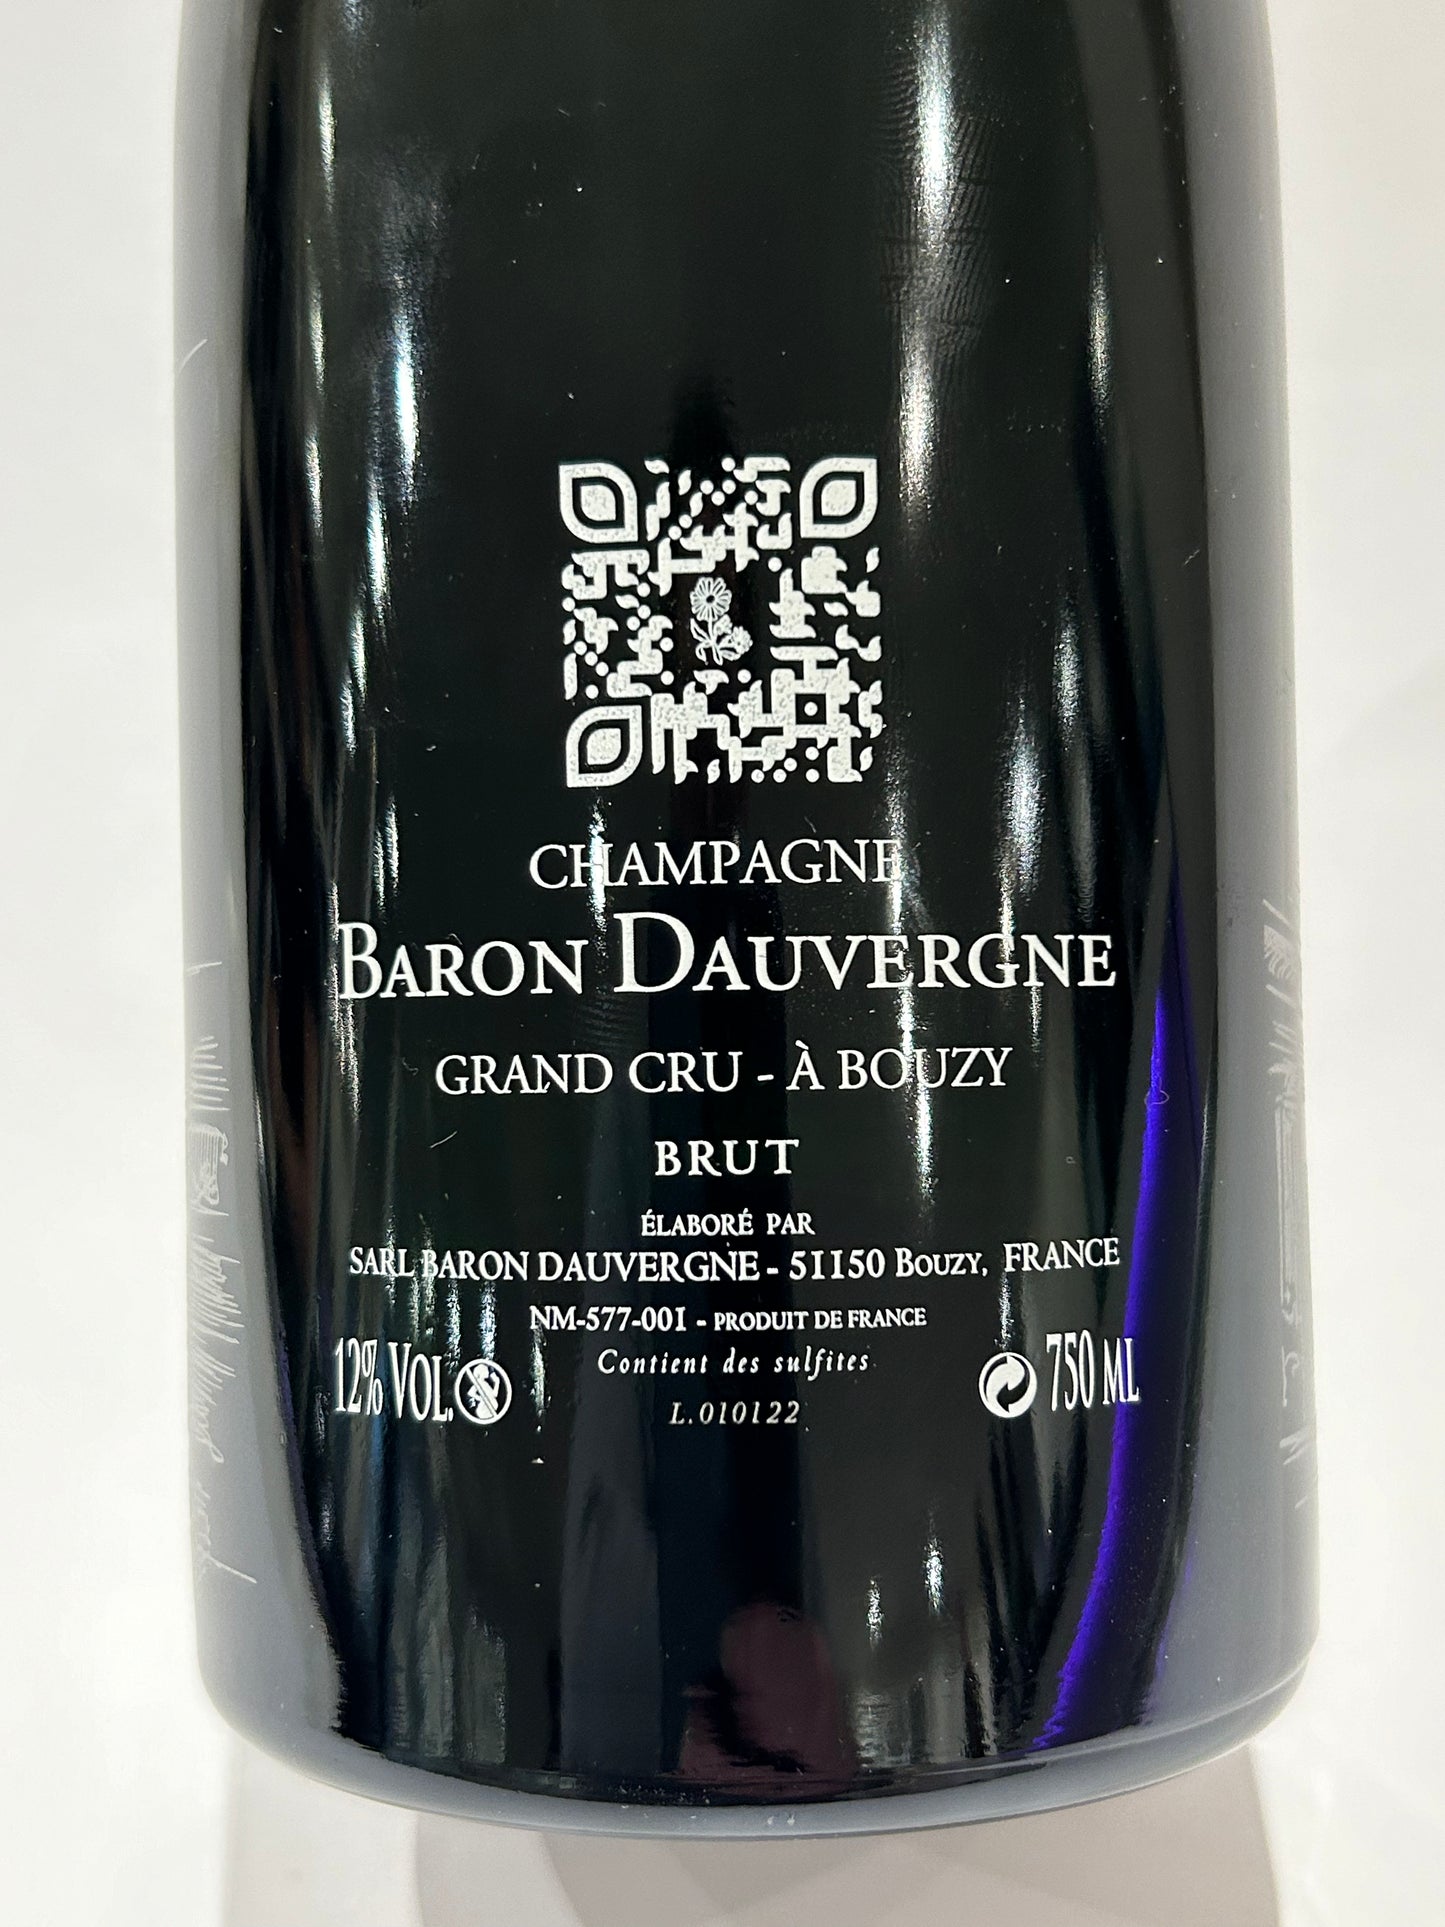 CHAMPAGNE
BARON DAUVERGNE
GRAND CRU - À BOUZY
BRUT
ÉLABORÉ PAR
SARL BARON DAUVERGNE - 51150 BOUZY, FRANCE
NM-577-001 - PRODUIT DE FRANCE
12% VOL.
Contient des sulfites
750 ML
L.010122